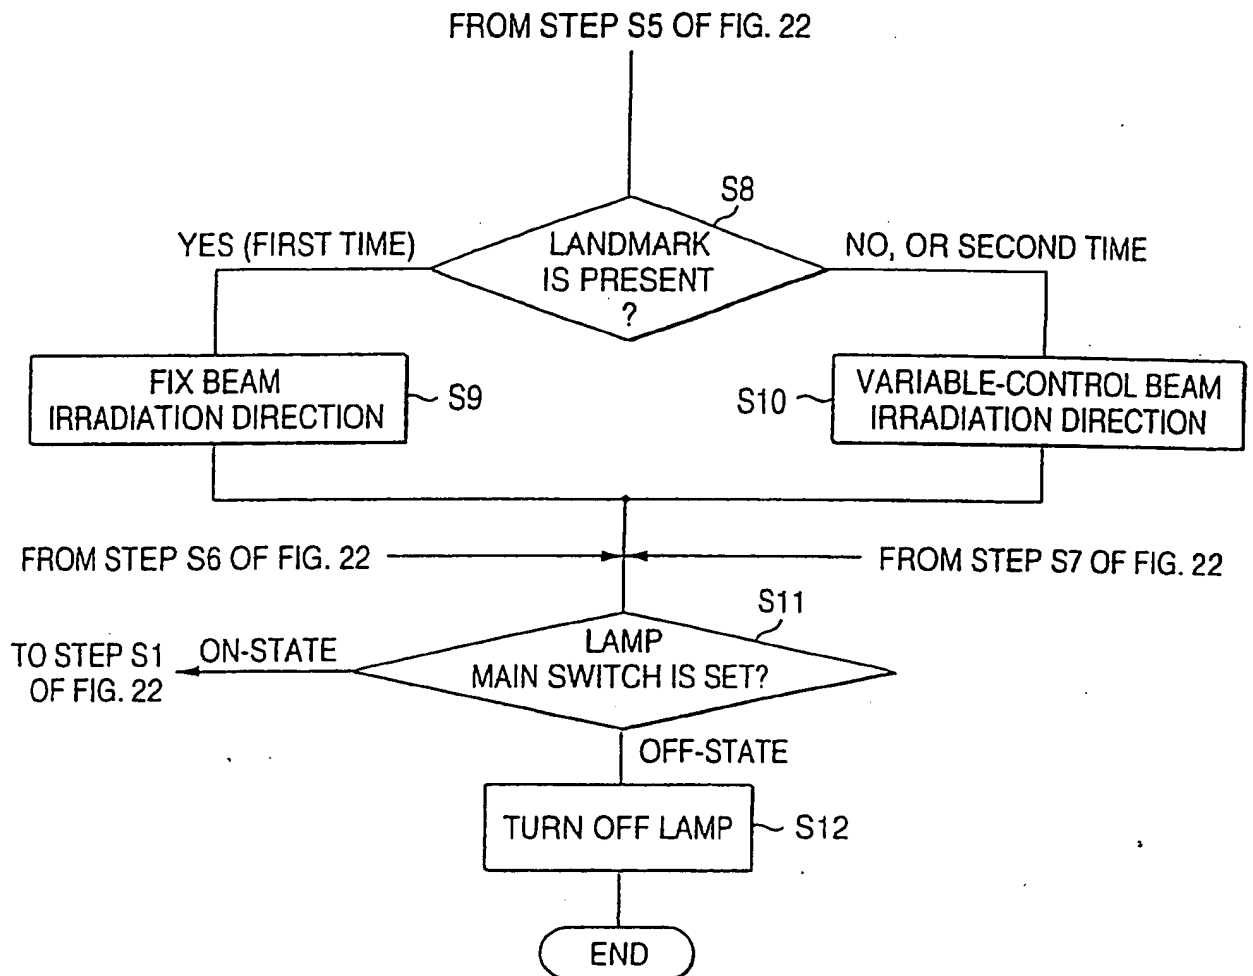 FROM STEP S5 OF FIG. 22
S8
YES (FIRST TIME)
LANDMARK
IS PRESENT
?
NO, OR SECOND TIME
FIX BEAM
IRRADIATION DIRECTION
S9
S10
VARIABLE-CONTROL BEAM
IRRADIATION DIRECTION
FROM STEP S6 OF FIG. 22
FROM STEP S7 OF FIG. 22
S11
TO STEP S1
OF FIG. 22
ON-STATE
LAMP
MAIN SWITCH IS SET?
OFF-STATE
TURN OFF LAMP
S12
END